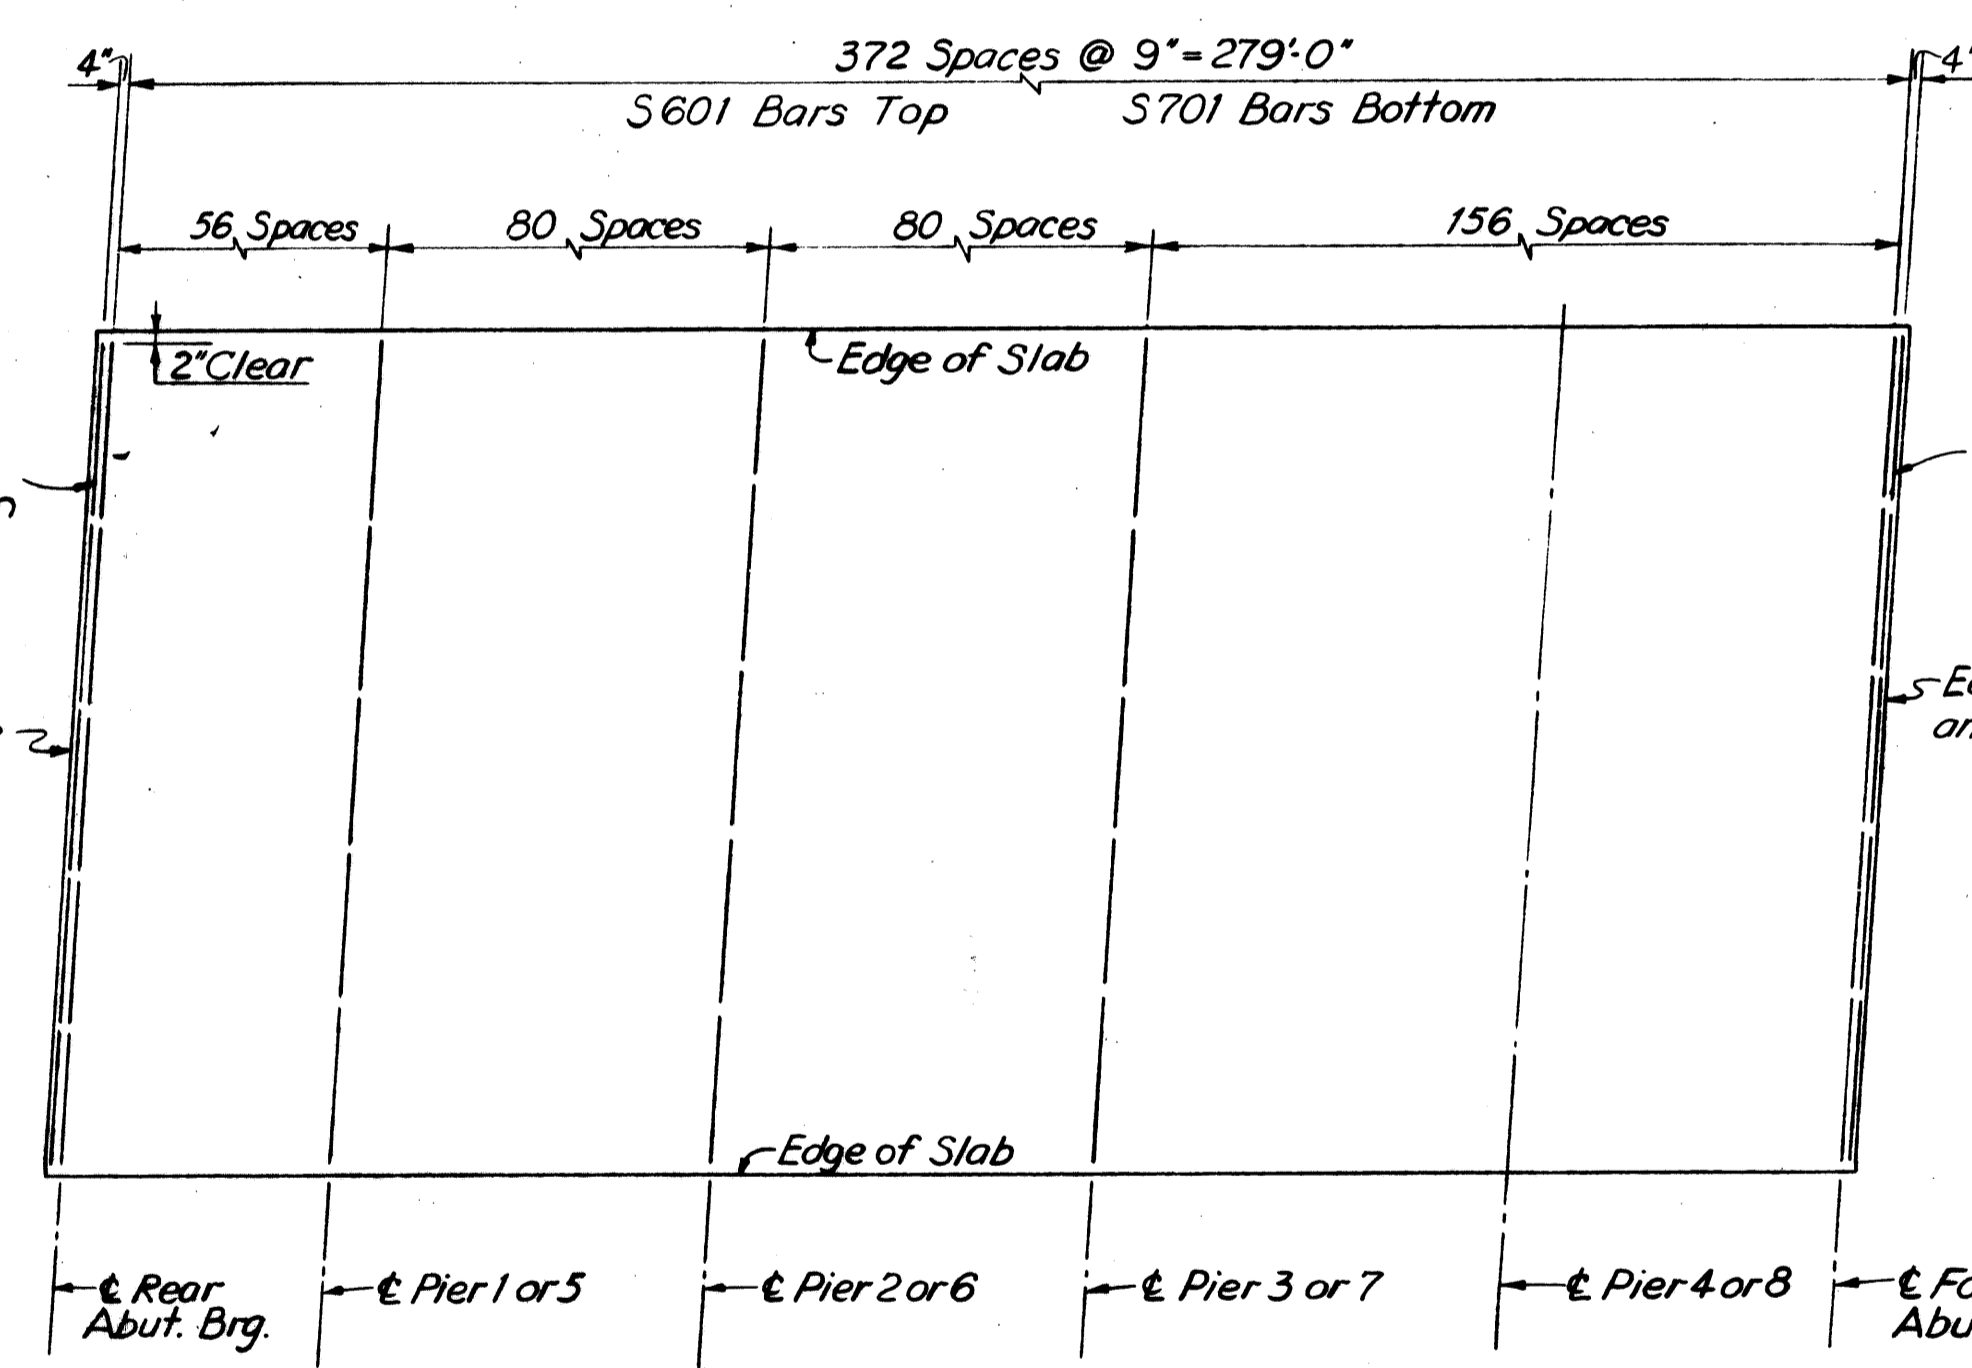 4"
372 Spaces @ 9"=279'-0"
4"
S601 Bars Top
S701 Bars Bottom
56 Spaces
80 Spaces
80 Spaces
156 Spaces
2" Clear
Edge of Slab
Edge of Slab
℄ Rear
Abut. Brg.
℄ Pier 1 or 5
℄ Pier 2 or 6
℄ Pier 3 or 7
℄ Pier 4 or 8
℄
Abu